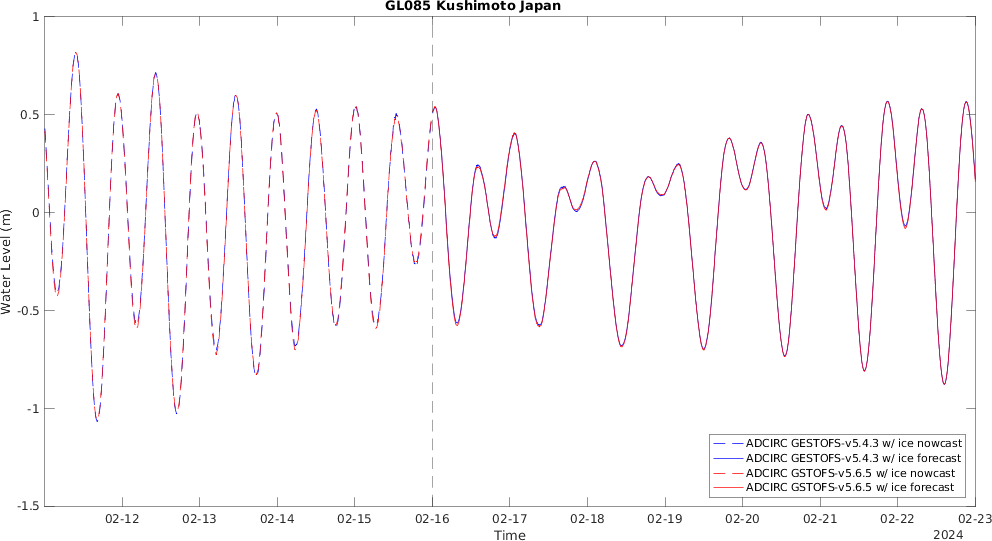 GL085 Kushimoto Japan
1
0.5
0
-0.5
-1
-1.5
Water Level (m)
ADCIRC GESTOFS-v5.4.3 w/ ice nowcast
ADCIRC GESTOFS-v5.4.3 w/ ice forecast
ADCIRC GSTOFS-v5.6.5 w/ ice nowcast
ADCIRC GSTOFS-v5.6.5 w/ ice forecast
02-12 02-13 02-14 02-15 02-16 02-17 02-18 02-19 02-20 02-21 02-22 02-23
Time
2024